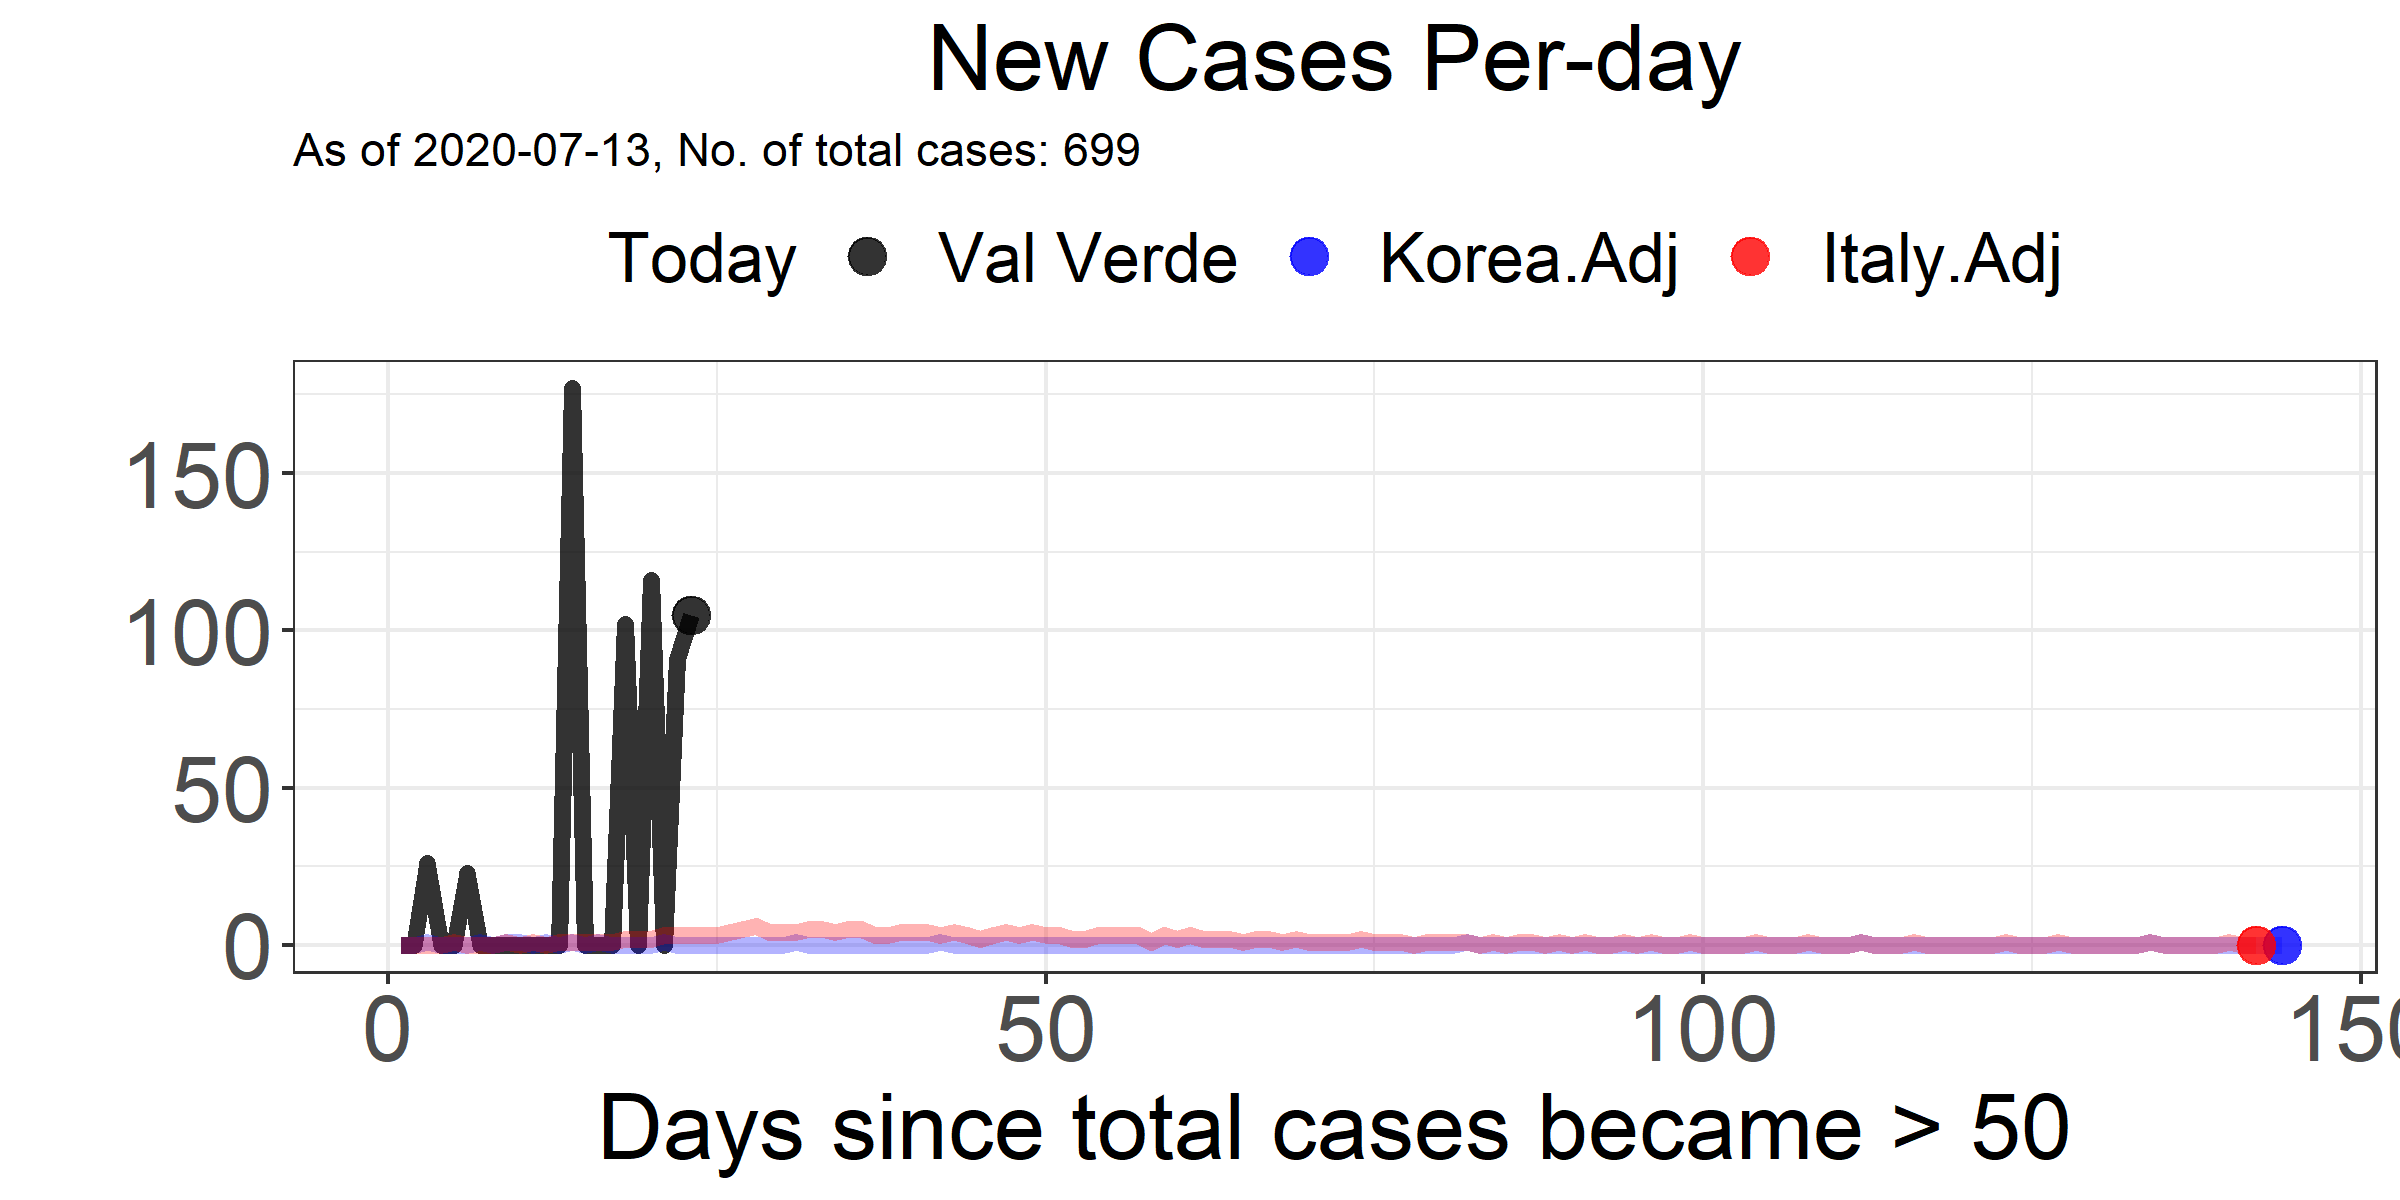 New Cases Per-day
As of 2020-07-13, No. of total cases: 699
Today Val Verde Korea.Adj Italy.Adj
150
100
50
0
0 50 100 150
Days since total cases became > 50